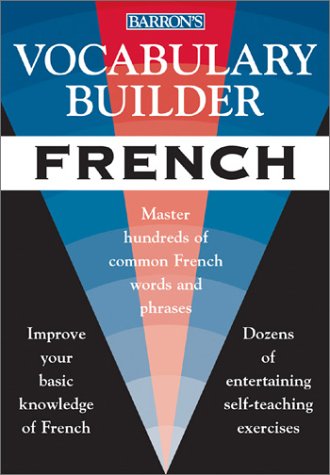 BARRON'S
VOCABULARY
BUILDER
FRENCH
Master
hundreds of
common French
words and
phrases
Improve
your
basic
knowledge
of French
Dozens
of
entertaining
self-teaching
exercises